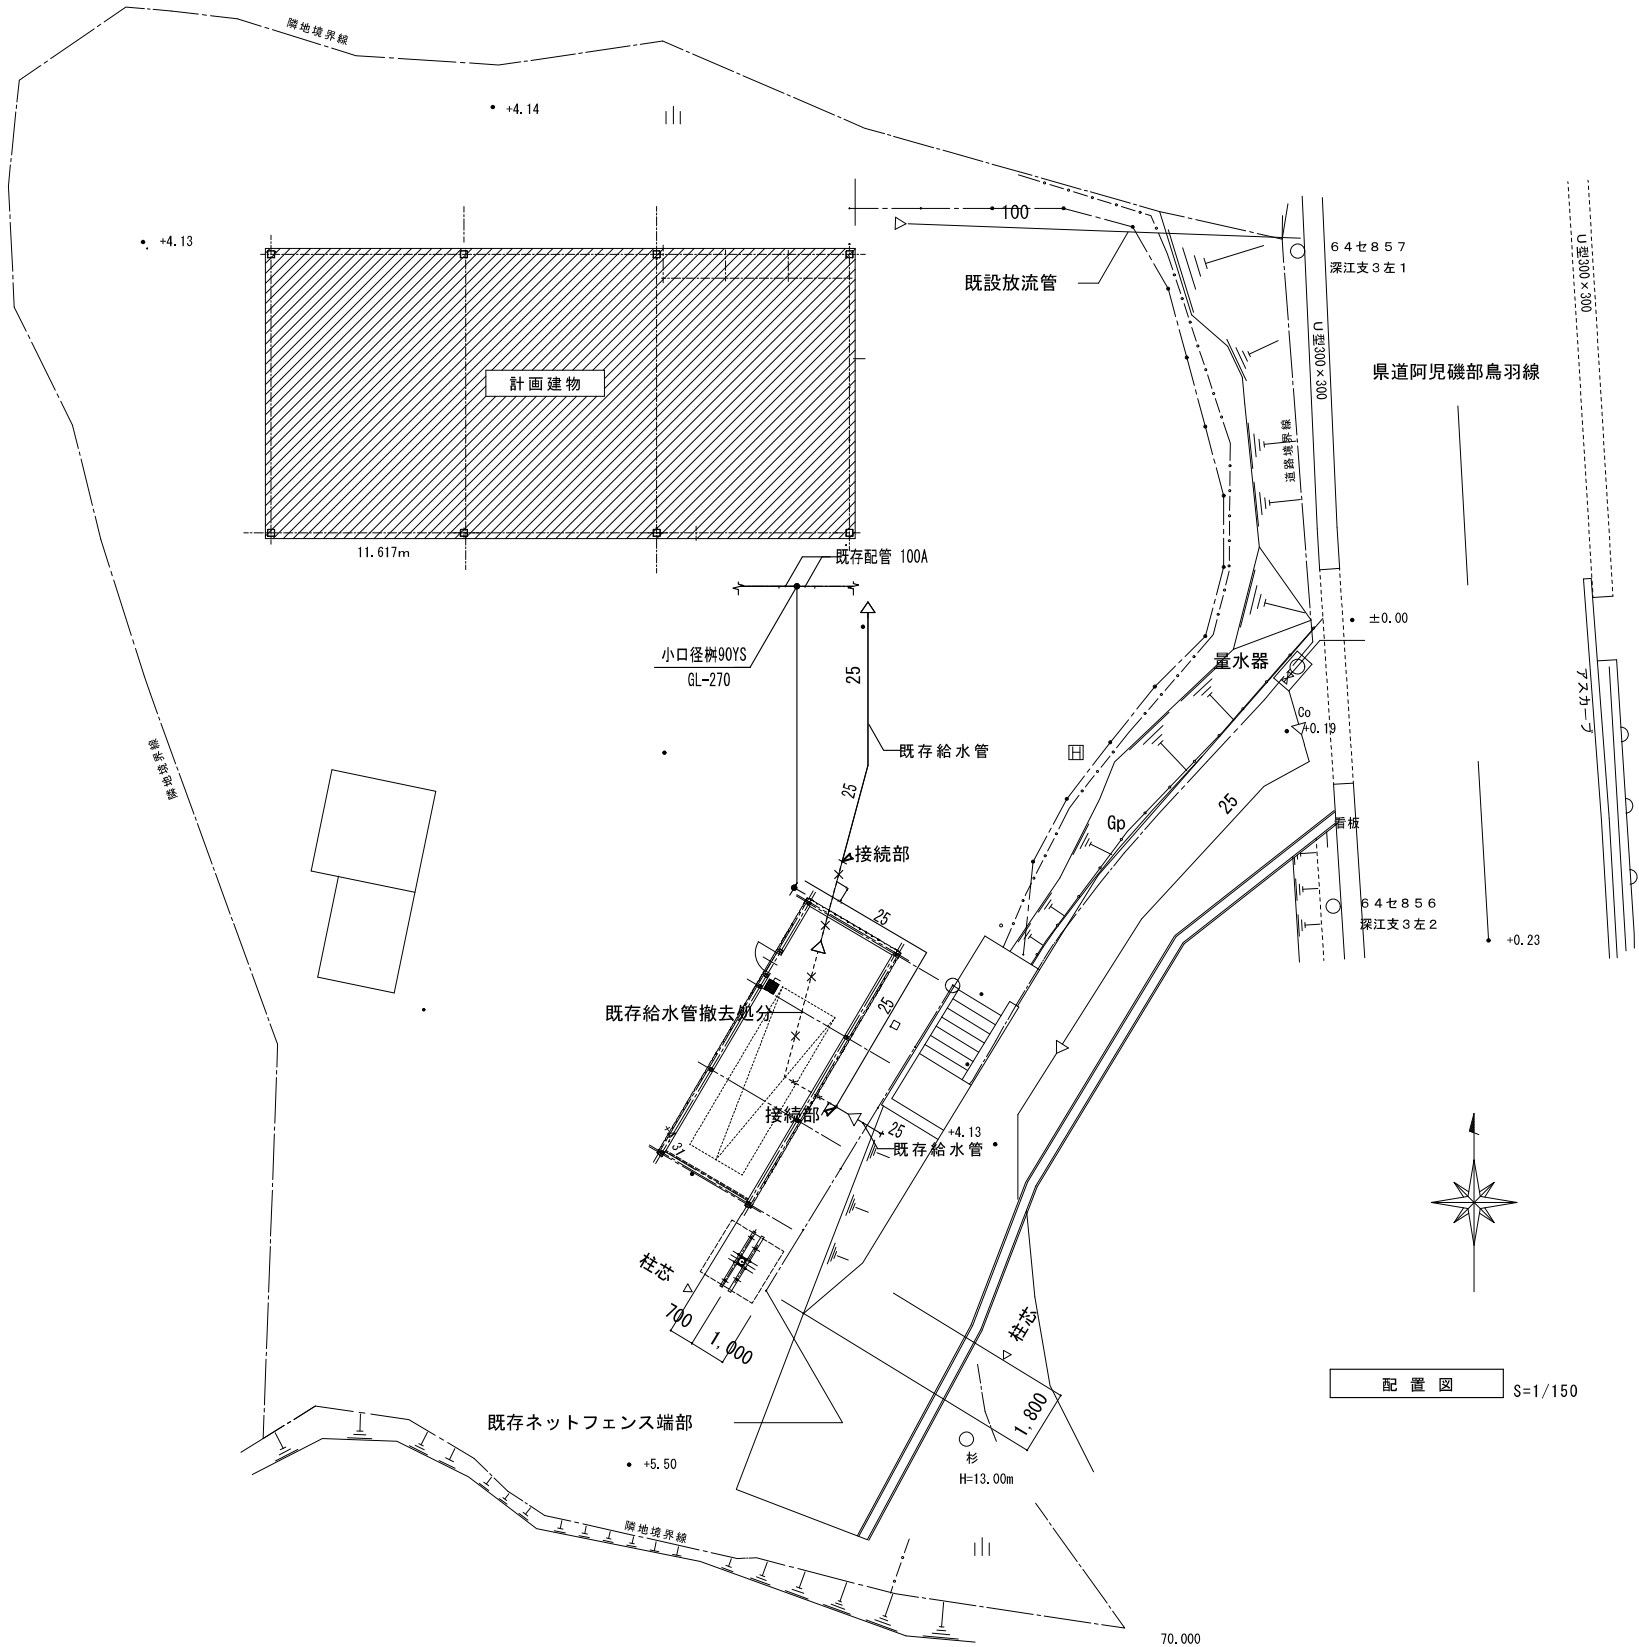 隣地境界線
+4.14
+4.13
100
64セ857
深江支3左1
既設放流管
U型300×300
U型300×300
県道阿児磯部鳥羽線
計画建物
道路境界線
11.617m
既存配管 100A
±0.00
小口径桝90YS
GL-270
25
量水器
アスカーブ
Co
+0.19
既存給水管
隣地境界線
25
25
Gp
看板
接続部
64セ856
深江支3左2
25
+0.23
25
既存給水管撤去処分
接続部
25
+4.13
既存給水管
31
柱芯
700
1,000
柱芯
配置図
S=1/150
1,800
既存ネットフェンス端部
杉
H=13.00m
+5.50
隣地境界線
70.000